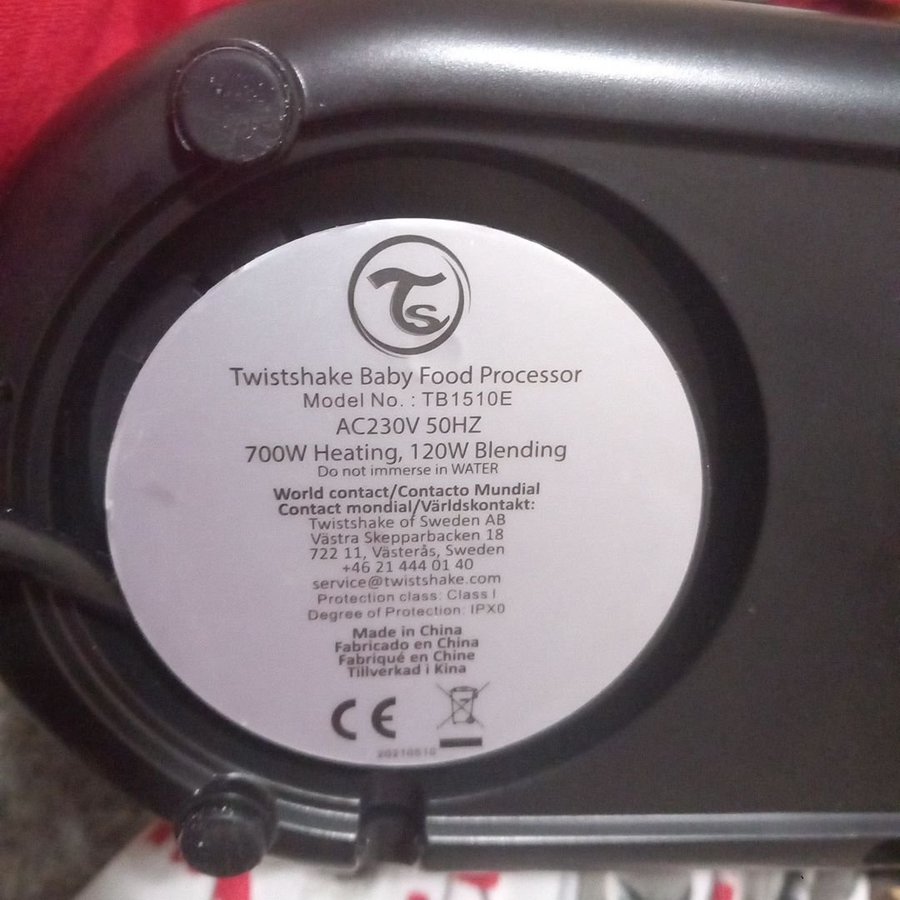 Ts
Twistshake Baby Food Processor
Model No. : TB1510E
AC230V 50HZ
700W Heating, 120W Blending
Do not immerse in WATER
World contact/Contacto Mundial
Contact mondial/Världskontakt:
Twistshake of Sweden AB
Västra Skepparbacken 18
722 11, Västerås, Sweden
+46 21 444 01 40
service@twistshake.com
Protection class: Class I
Degree of Protection: IPX0
Made in China
Fabricado en China
Fabriqué en Chine
Tillverkad i Kina
CE
20210610